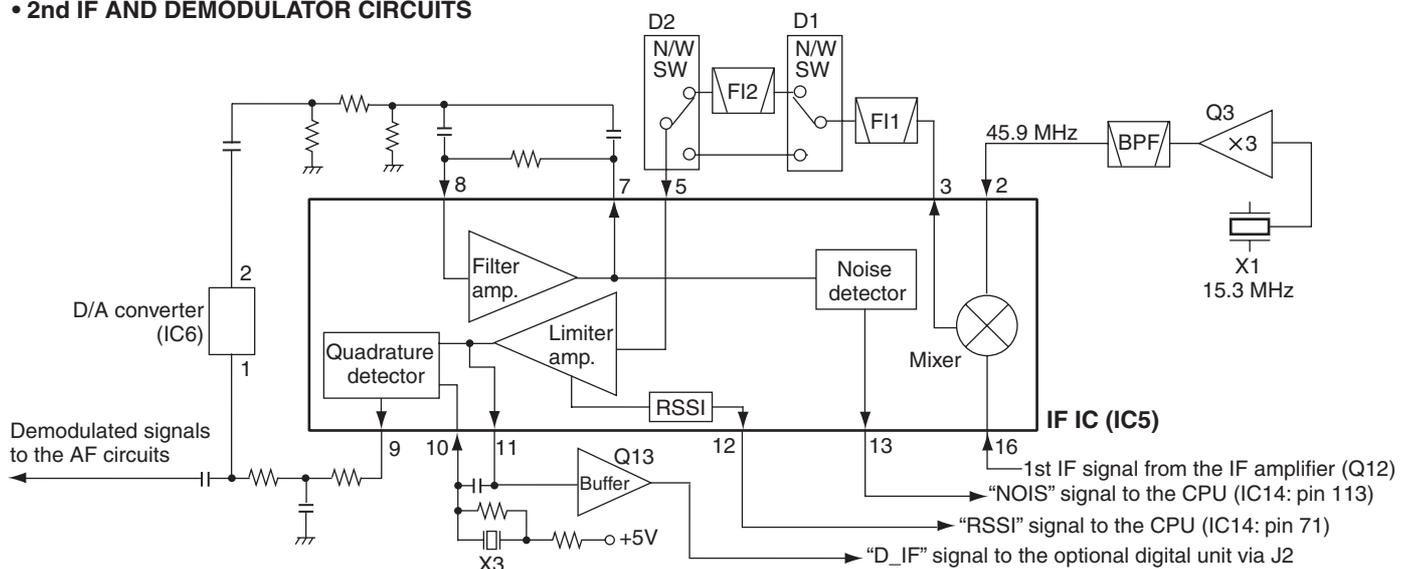 • 2nd IF AND DEMODULATOR CIRCUITS
D2
D1
N/W
SW
N/W
SW
FI2
FI1
Q3
×3
BPF
45.9 MHz
X1
15.3 MHz
8
7
5
3
2
Filter
amp.
Noise
detector
Limiter
amp.
Quadrature
detector
Mixer
RSSI
IF IC (IC5)
2
D/A converter
(IC6)
1
Demodulated signals
to the AF circuits
9
10
11
12
13
16
Q13
Buffer
+5V
X3
1st IF signal from the IF amplifier (Q12)
“NOIS” signal to the CPU (IC14: pin 113)
“RSSI” signal to the CPU (IC14: pin 71)
“D_IF” signal to the optional digital unit via J2